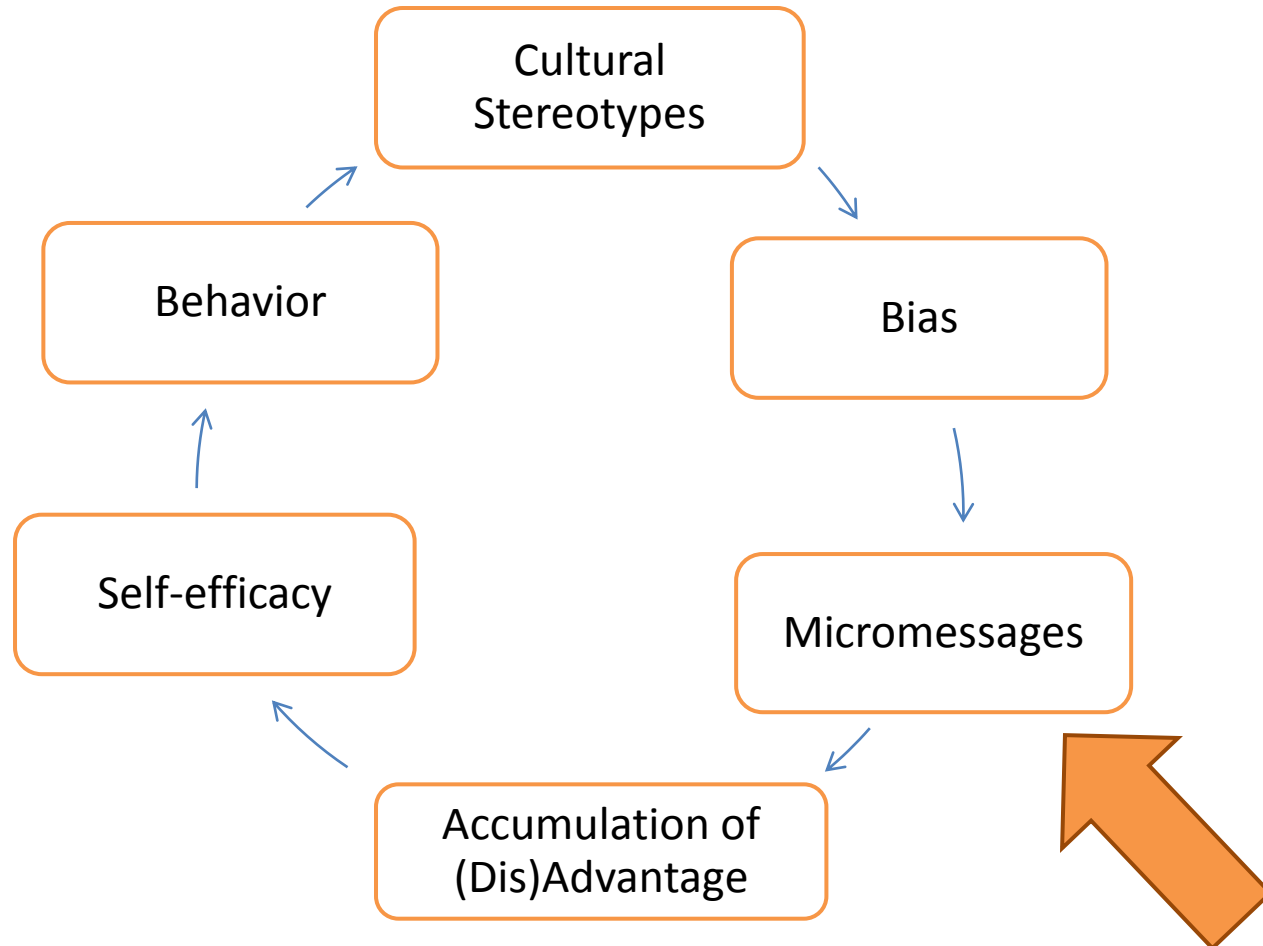 Cultural
Stereotypes
Bias
Micromessages
Accumulation of
(Dis)Advantage
Self-efficacy
Behavior